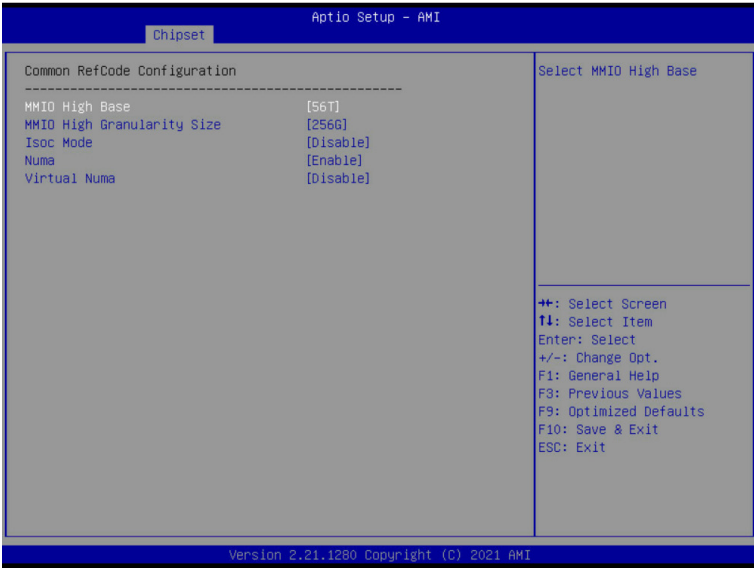 Aptio Setup – AMI
Chipset
Common RefCode Configuration
--------------------------------------------------
MMIO High Base [56T]
MMIO High Granularity Size [256G]
Isoc Mode [Disable]
Numa [Enable]
Virtual Numa [Disable]
Select MMIO High Base
→←: Select Screen
↑↓: Select Item
Enter: Select
+/-: Change Opt.
F1: General Help
F3: Previous Values
F9: Optimized Defaults
F10: Save & Exit
ESC: Exit
Version 2.21.1280 Copyright (C) 2021 AMI